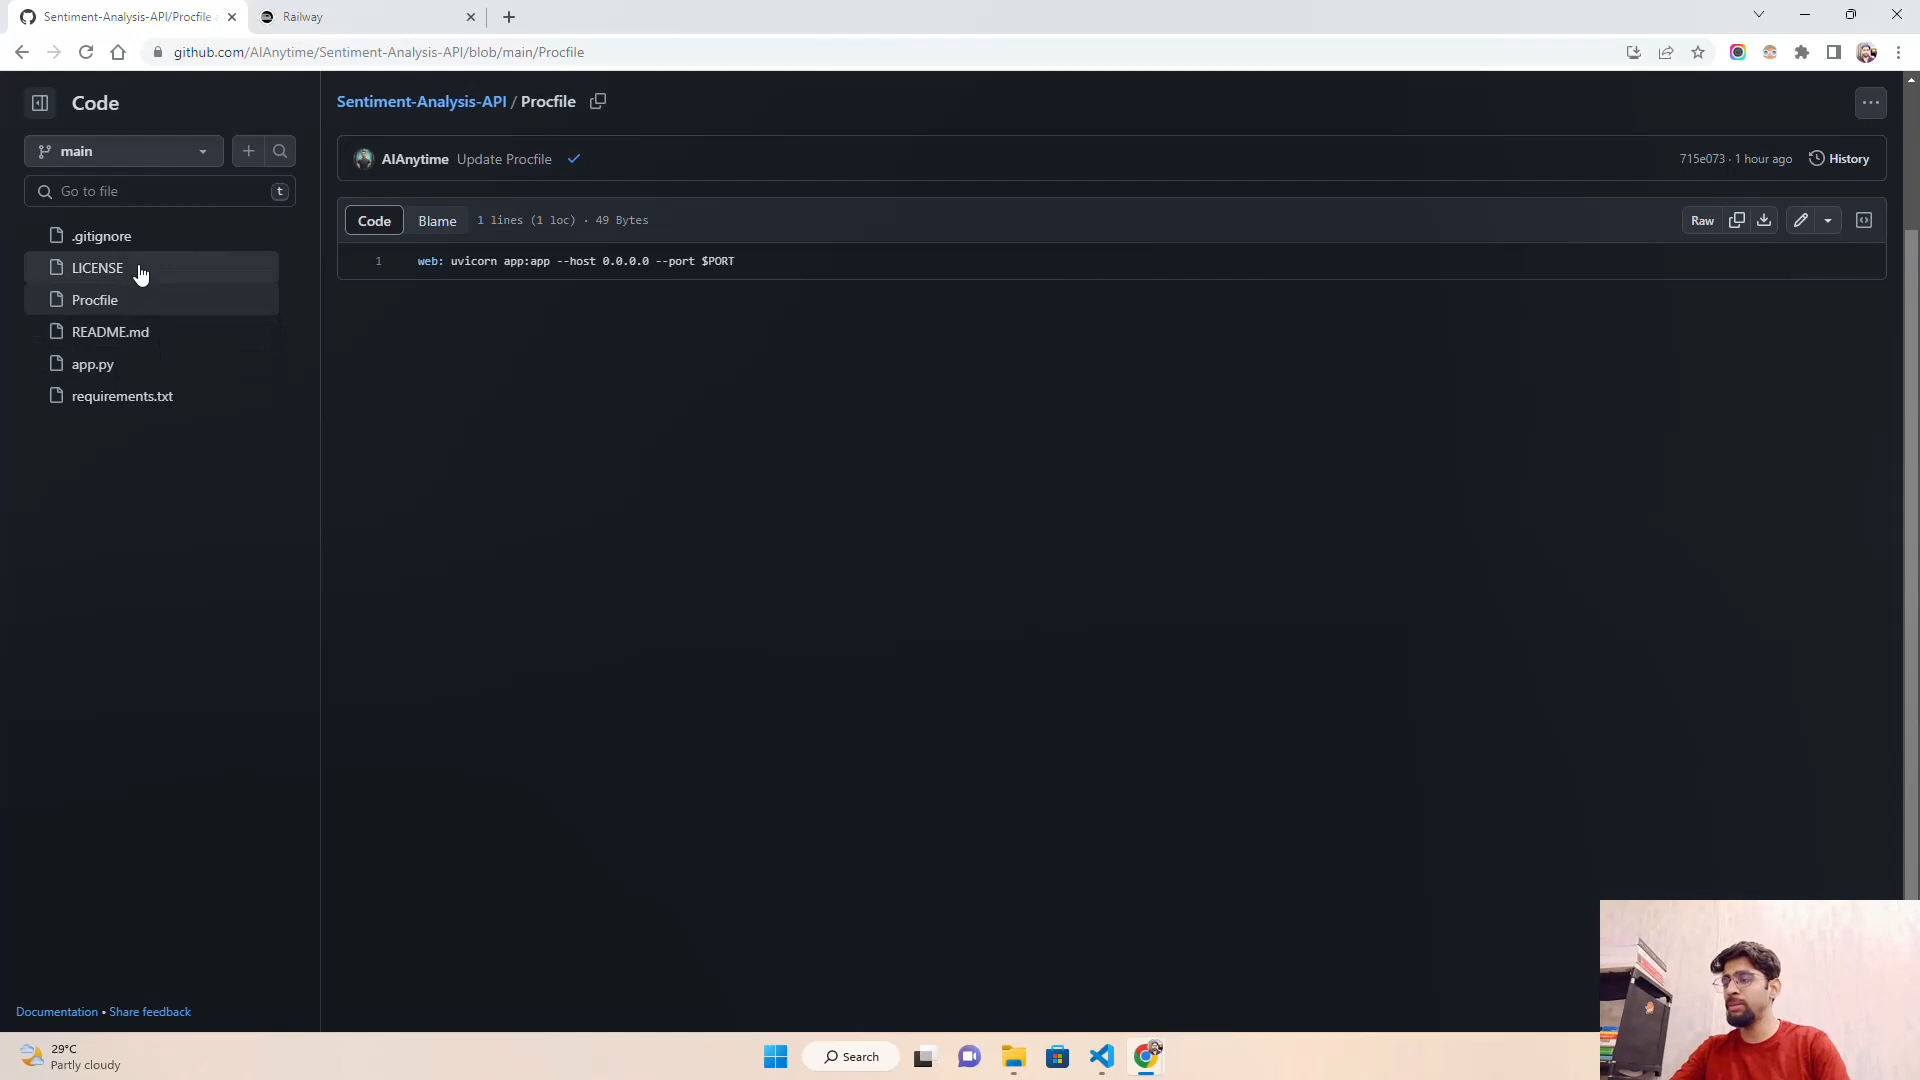 Sentiment-Analysis-API/Procfile
Railway
github.com/AIAnytime/Sentiment-Analysis-API/blob/main/Procfile
Code
main
Go to file
t
.gitignore
LICENSE
Procfile
README.md
app.py
requirements.txt
Documentation • Share feedback
Sentiment-Analysis-API / Procfile
AIAnytime Update Procfile
715e073 · 1 hour ago
History
Code
Blame
1 lines (1 loc) · 49 Bytes
Raw
1 web: uvicorn app:app --host 0.0.0.0 --port $PORT
29°C
Partly cloudy
Search